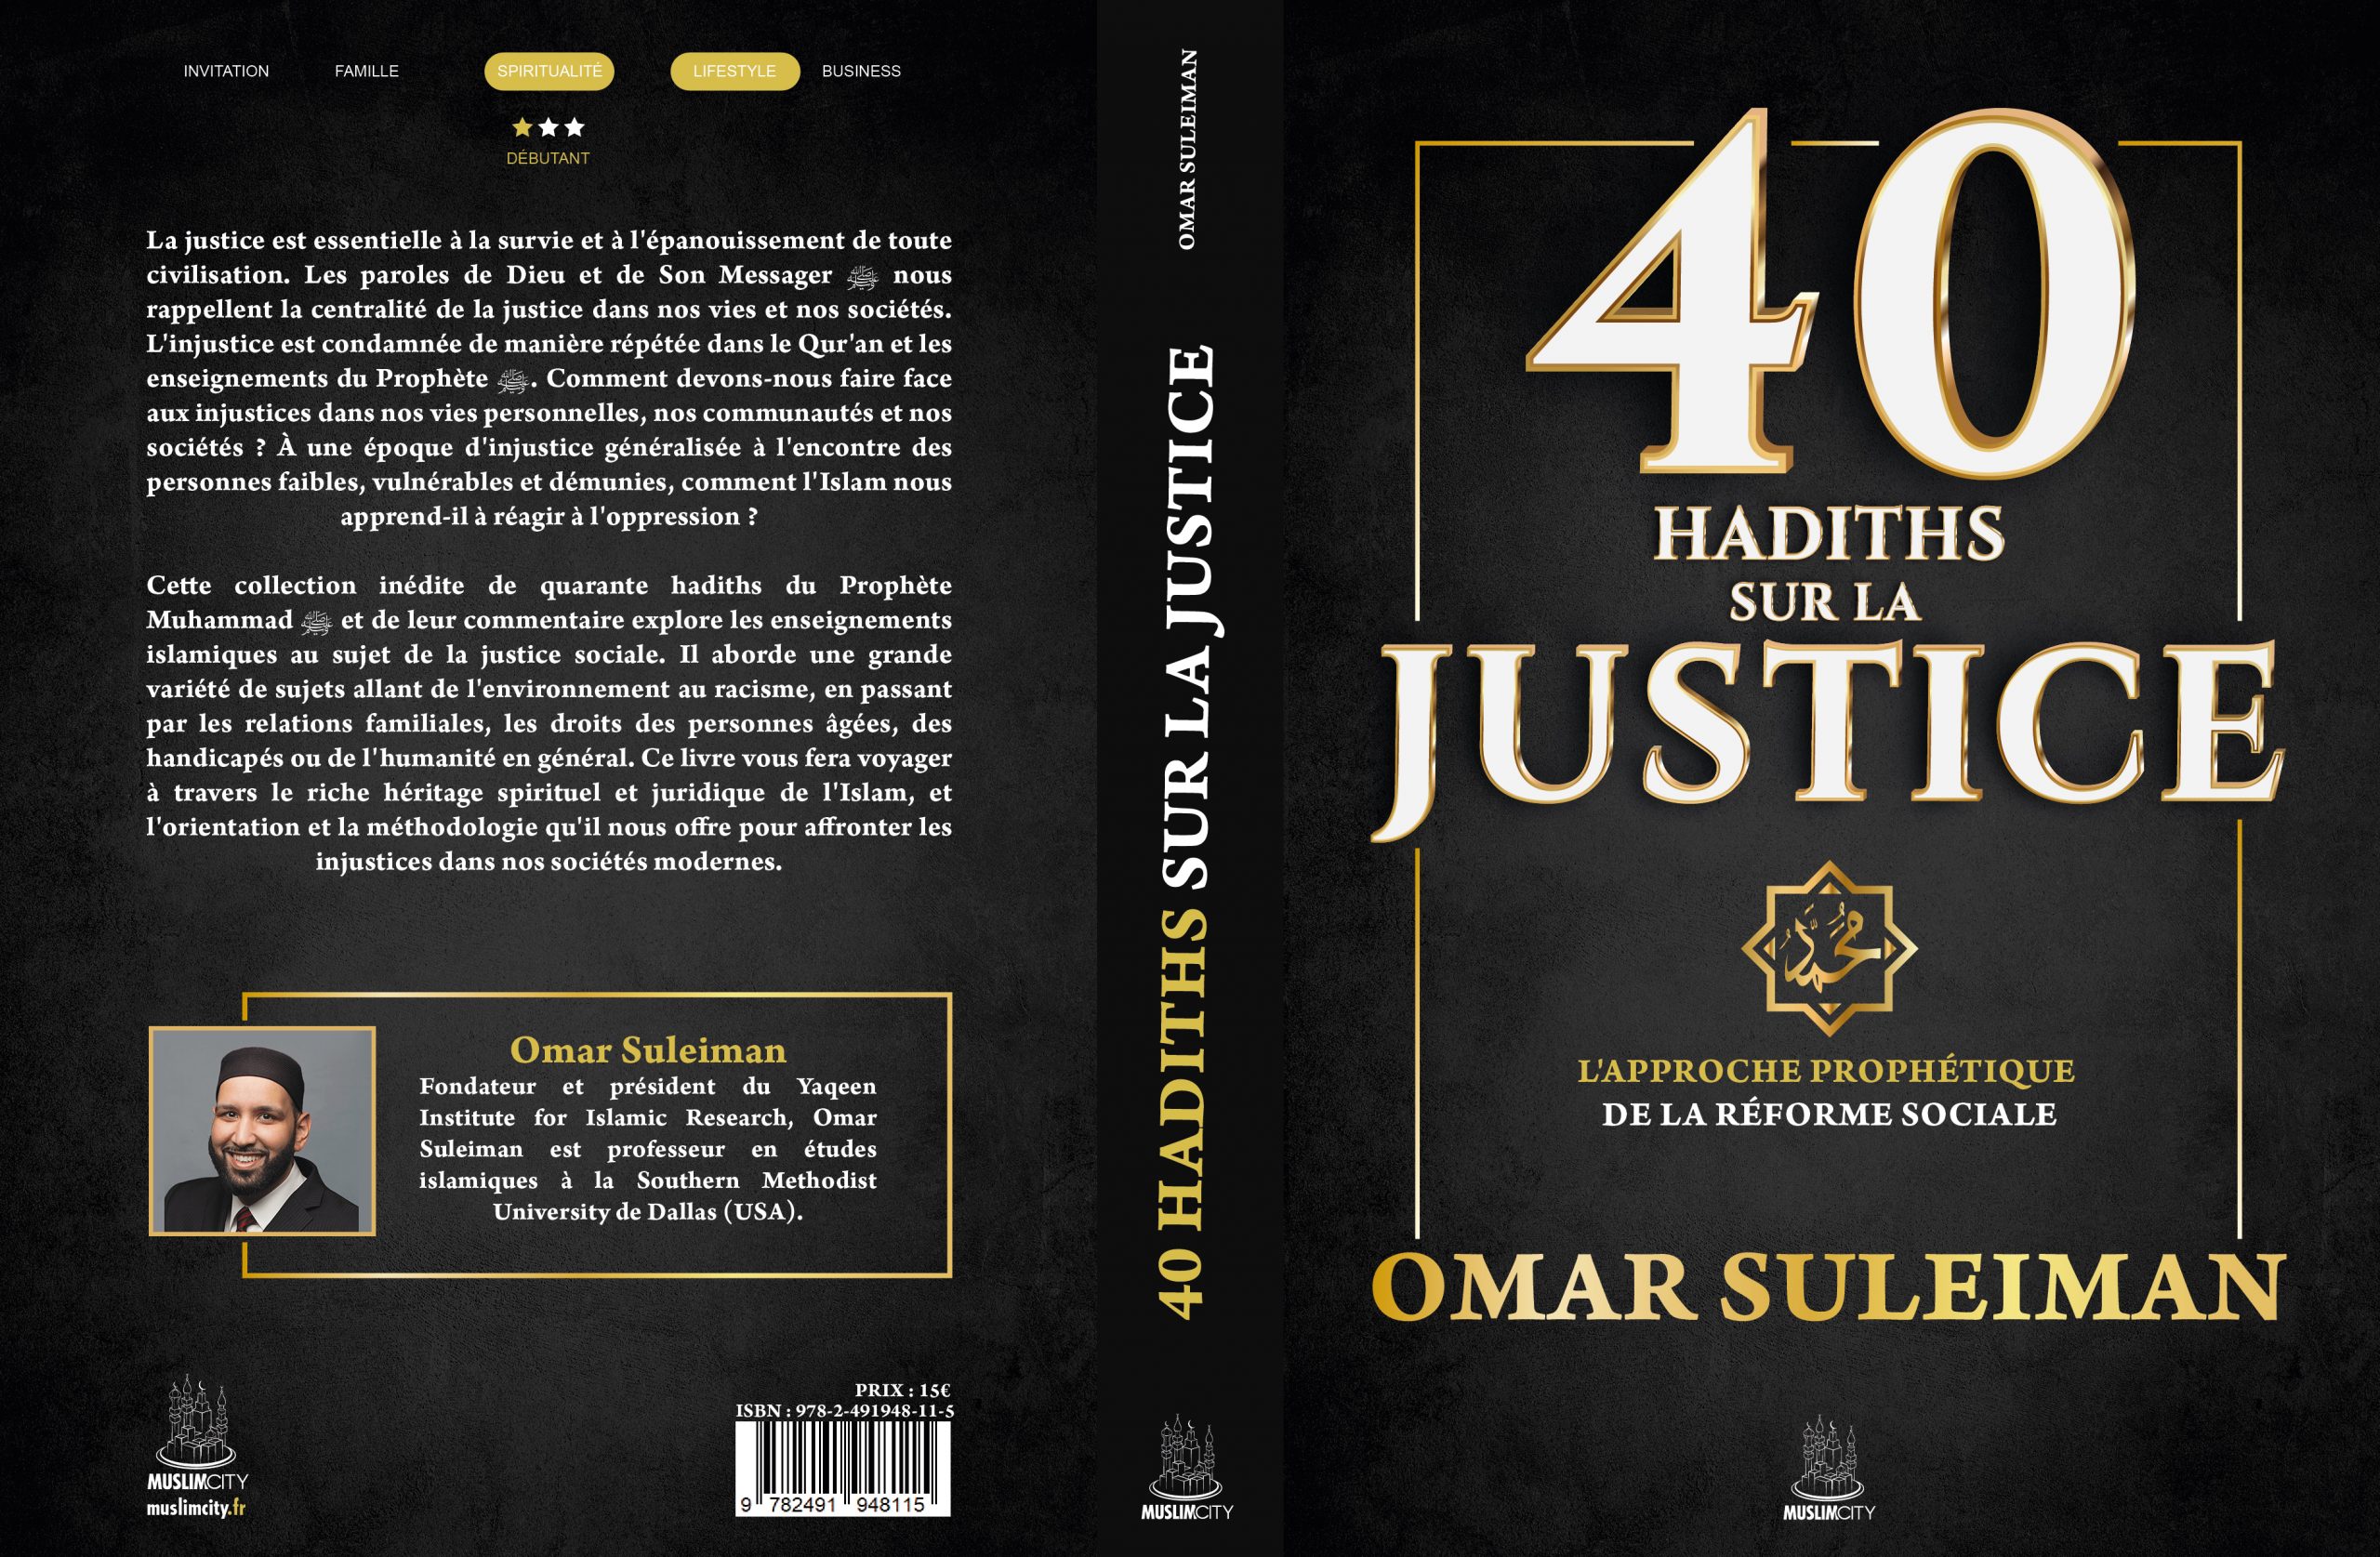 INVITATION FAMILLE SPIRITUALITÉ LIFESTYLE BUSINESS
DÉBUTANT
La justice est essentielle à la survie et à l'épanouissement de toute
civilisation. Les paroles de Dieu et de Son Messager ﷺ nous
rappellent la centralité de la justice dans nos vies et nos sociétés.
L'injustice est condamnée de manière répétée dans le Qur'an et les
enseignements du Prophète ﷺ. Comment devons-nous faire face
aux injustices dans nos vies personnelles, nos communautés et nos
sociétés ? À une époque d'injustice généralisée à l'encontre des
personnes faibles, vulnérables et démunies, comment l'Islam nous
apprend-il à réagir à l'oppression ?
Cette collection inédite de quarante hadiths du Prophète
Muhammad ﷺ et de leur commentaire explore les enseignements
islamiques au sujet de la justice sociale. Il aborde une grande
variété de sujets allant de l'environnement au racisme, en passant
par les relations familiales, les droits des personnes âgées, des
handicapés ou de l'humanité en général. Ce livre vous fera voyager
à travers le riche héritage spirituel et juridique de l'Islam, et
l'orientation et la méthodologie qu'il nous offre pour affronter les
injustices dans nos sociétés modernes.
Omar Suleiman
Fondateur et président du Yaqeen
Institute for Islamic Research, Omar
Suleiman est professeur en études
islamiques à la Southern Methodist
University de Dallas (USA).
MUSLIMCITY
muslimcity.fr
PRIX : 15€
ISBN : 978-2-491948-11-5
9 782491 948115
40 HADITHS SUR LA JUSTICE OMAR SULEIMAN
MUSLIMCITY
40
HADITHS
SUR LA
JUSTICE
محمد
L'APPROCHE PROPHÉTIQUE
DE LA RÉFORME SOCIALE
OMAR SULEIMAN
MUSLIMCITY